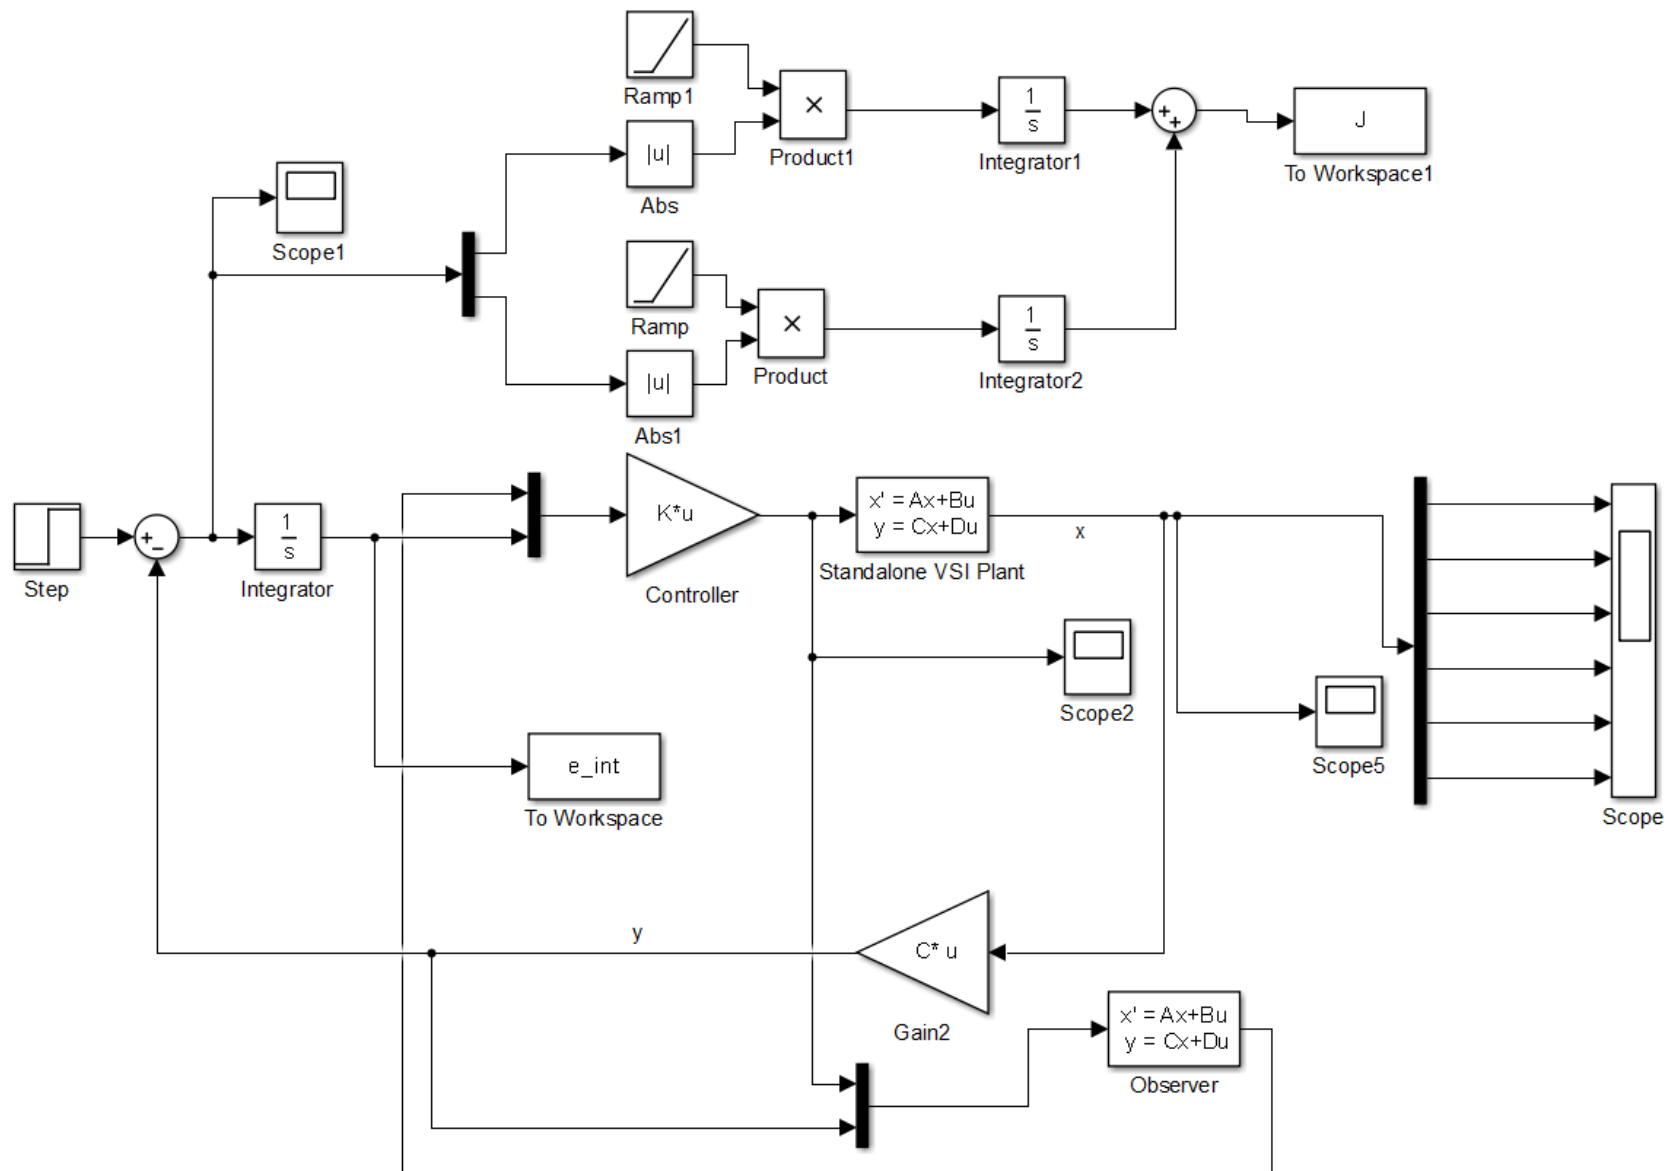 Ramp1
×
Product1
1
s
Integrator1
+
+
J
To Workspace1
|u|
Abs
Scope1
Ramp
×
Product
1
s
Integrator2
|u|
Abs1
Step
+
−
1
s
Integrator
K*u
Controller
x' = Ax+Bu
y = Cx+Du
Standalone VSI Plant
x
Scope2
Scope5
Scope
e_int
To Workspace
y
C* u
Gain2
x' = Ax+Bu
y = Cx+Du
Observer